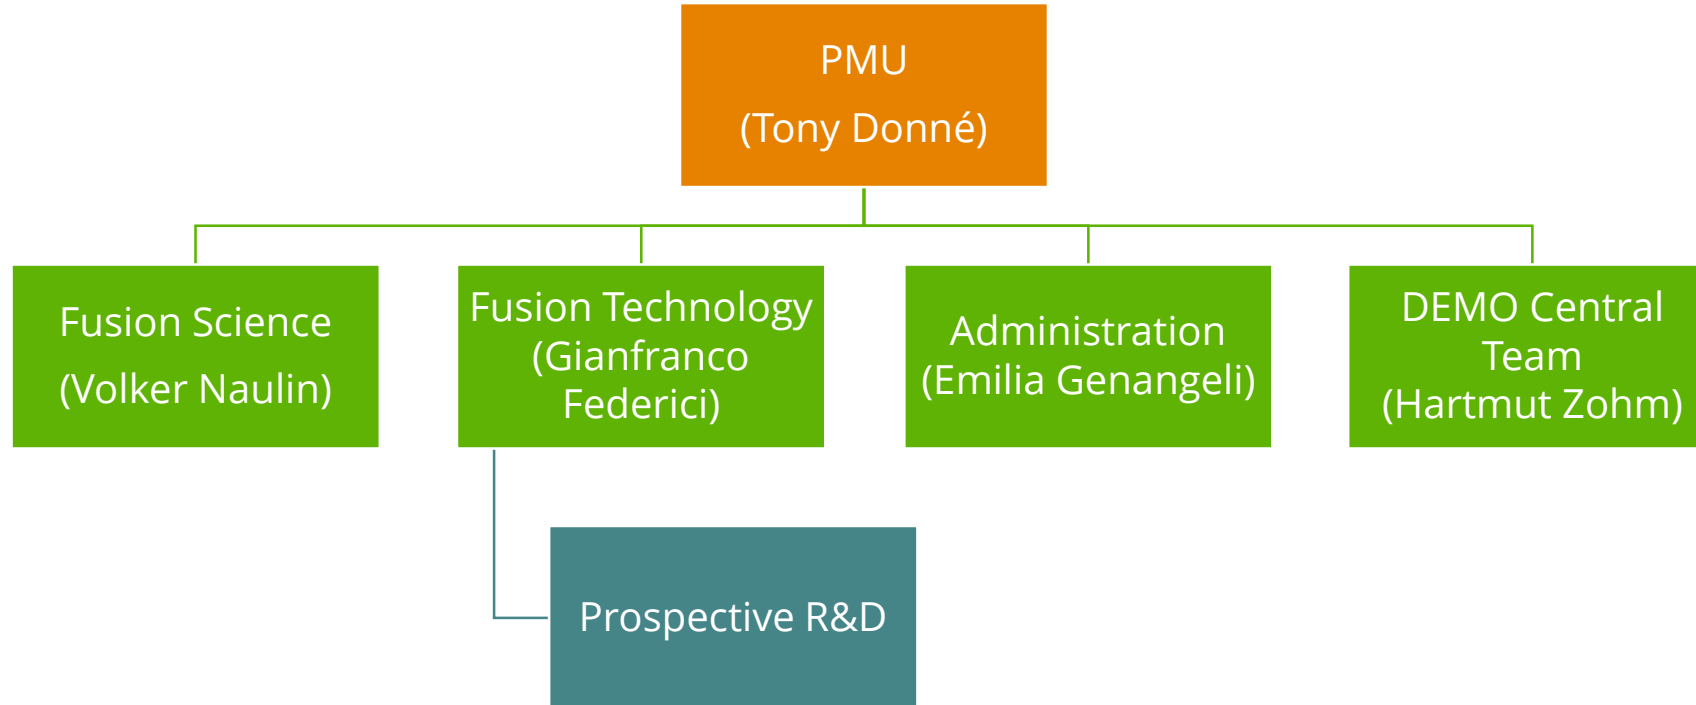 PMU
(Tony Donné)
Fusion Science
(Volker Naulin)
Fusion Technology
(Gianfranco
Federici)
Administration
(Emilia Genangeli)
DEMO Central
Team
(Hartmut Zohm)
Prospective R&D